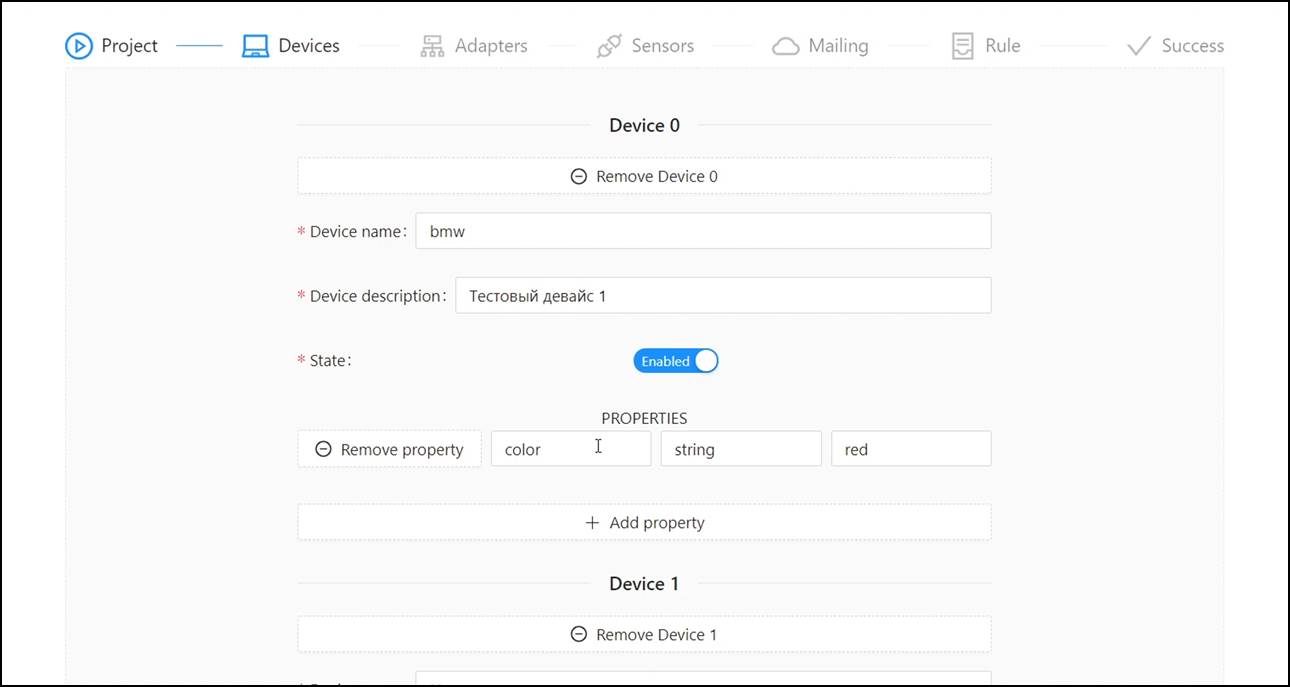 Project Devices Adapters Sensors Mailing Rule Success
Device 0
Remove Device 0
* Device name:
bmw
* Device description:
Тестовый девайс 1
* State:
Enabled
PROPERTIES
Remove property
color
string
red
+ Add property
Device 1
Remove Device 1